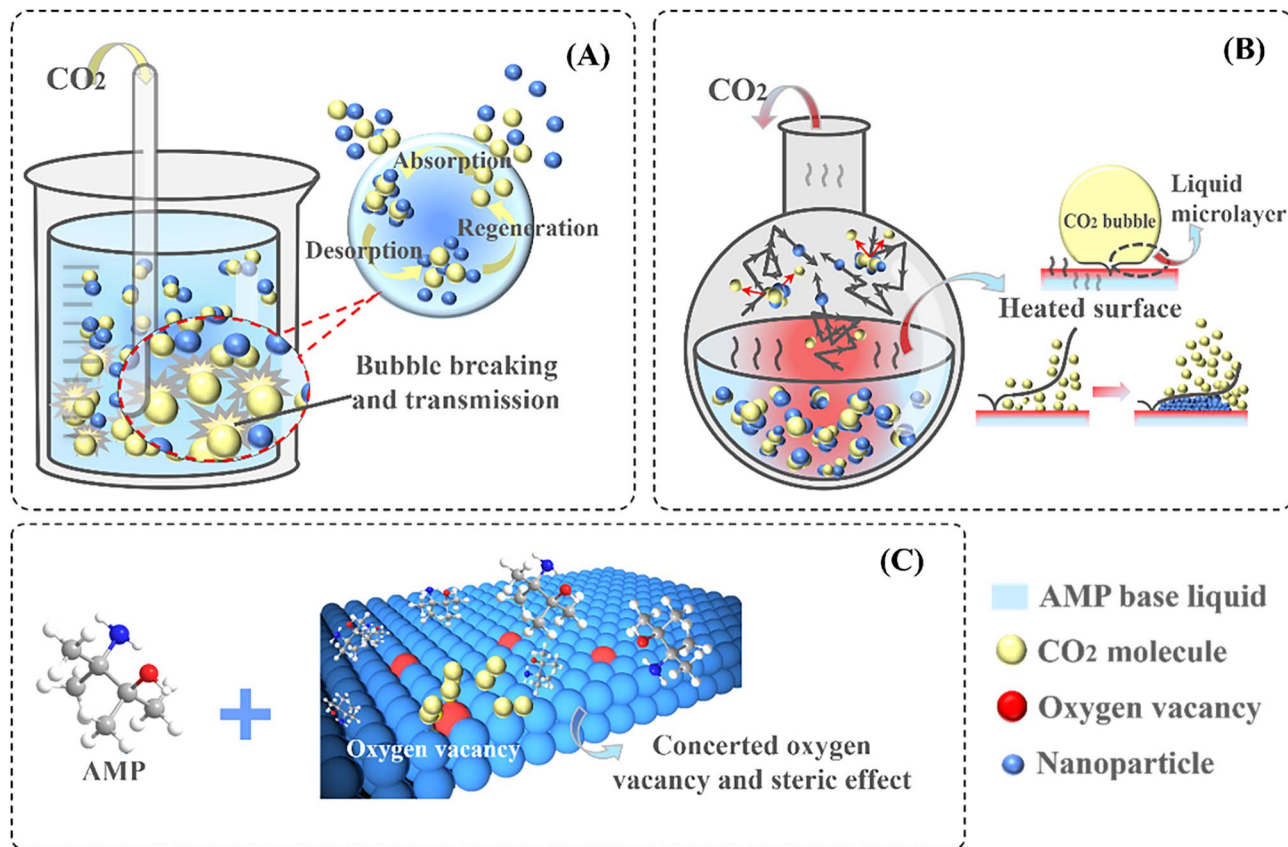 (A)
CO2
Absorption
Regeneration
Desorption
Bubble breaking
and transmission
(B)
CO2
CO2 bubble
Liquid
microlayer
Heated surface
(C)
AMP
Oxygen vacancy
Concerted oxygen
vacancy and steric effect
AMP base liquid
CO2 molecule
Oxygen vacancy
Nanoparticle